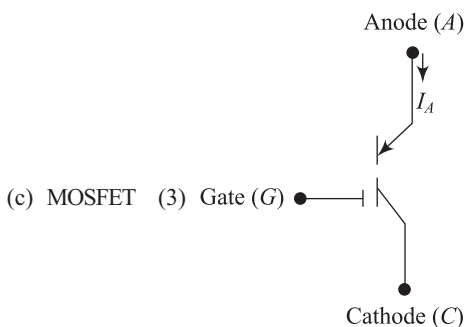 Anode (A)
I_A
(c) MOSFET (3) Gate (G)
Cathode (C)